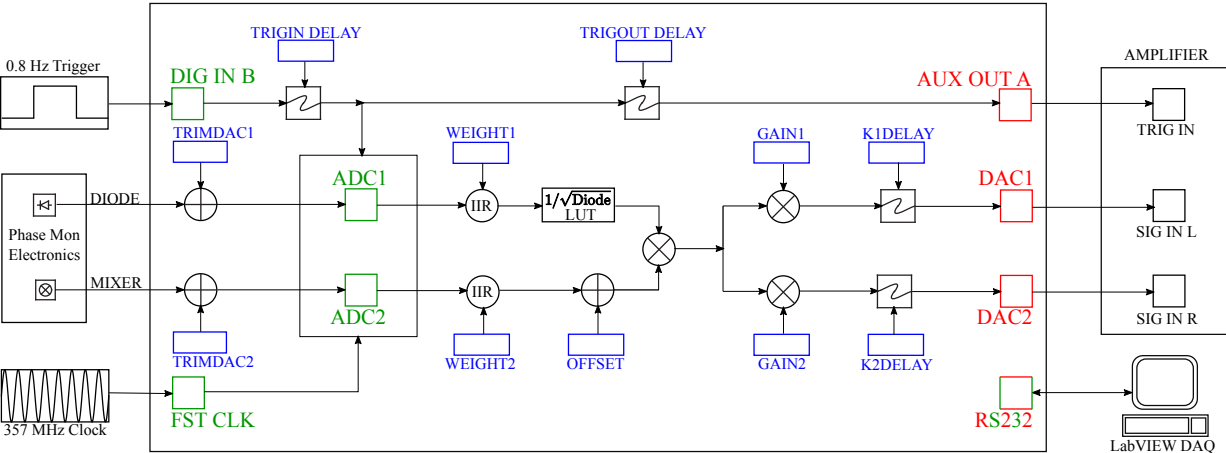 TRIGIN DELAY
TRIGOUT DELAY
0.8 Hz Trigger
DIG IN B
AUX OUT A
AMPLIFIER
TRIG IN
TRIMDAC1
WEIGHT1
GAIN1
K1DELAY
DIODE
ADC1
IIR
1/√Diode
LUT
DAC1
SIG IN L
Phase Mon
Electronics
MIXER
ADC2
IIR
DAC2
SIG IN R
TRIMDAC2
WEIGHT2
OFFSET
GAIN2
K2DELAY
FST CLK
RS232
357 MHz Clock
LabVIEW DAQ